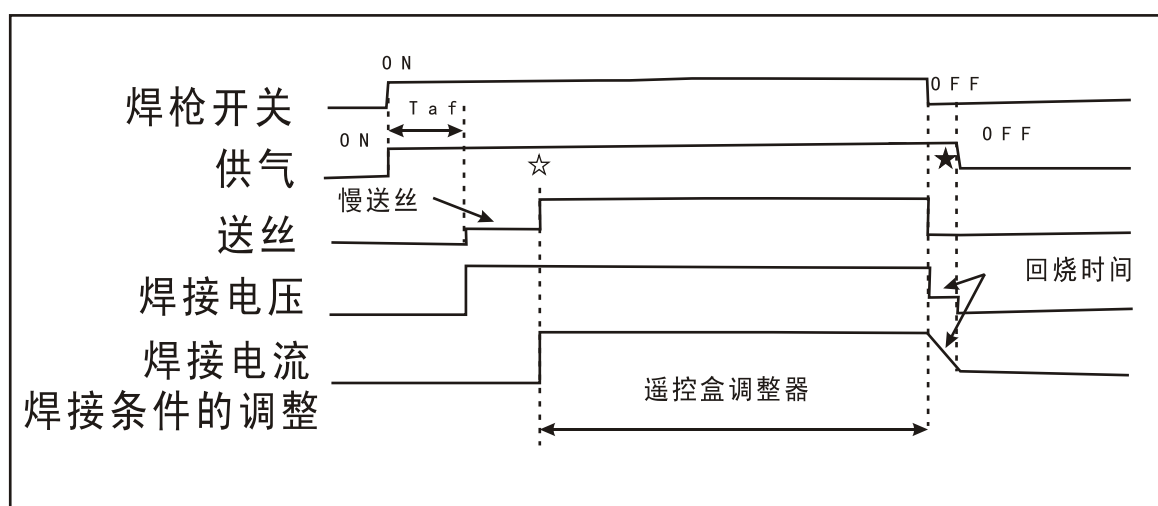 ON
OFF
焊枪开关
Taf
ON
OFF
供气
☆
★
慢送丝
送丝
回烧时间
焊接电压
焊接电流
遥控盒调整器
焊接条件的调整